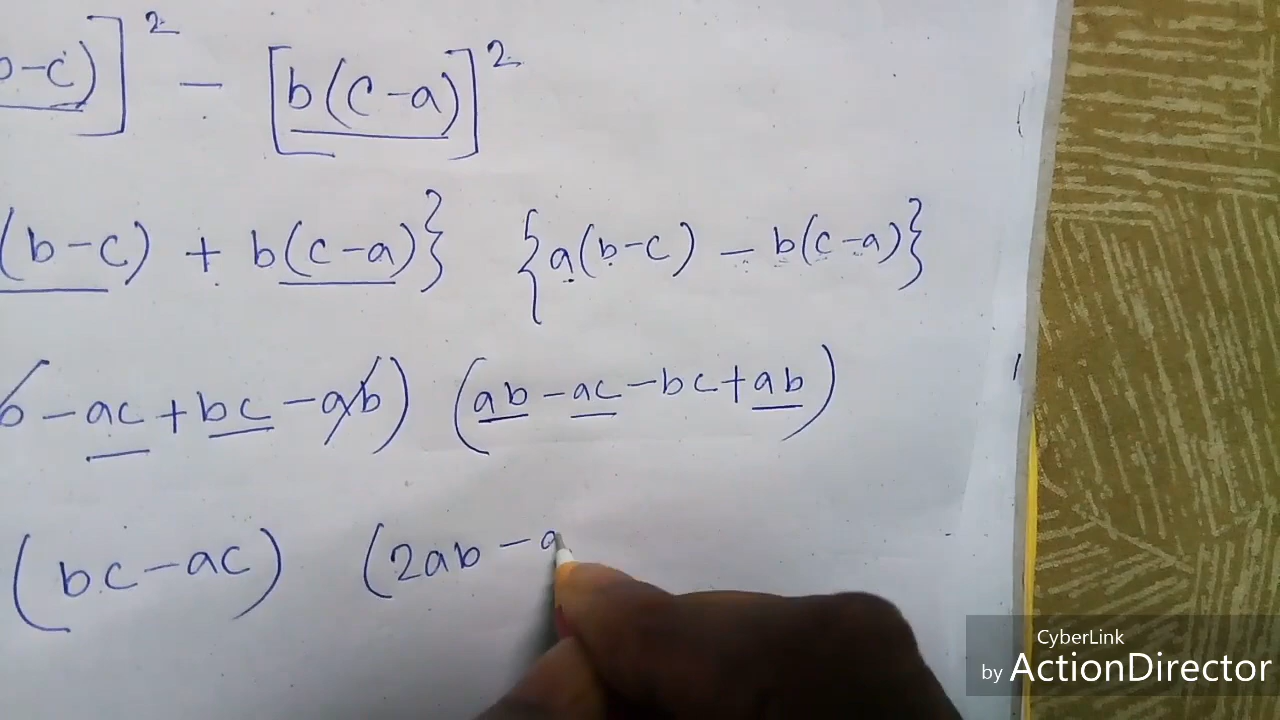 b-c)]² - [b(c-a)]²
(b-c) + b(c-a)} {a(b-c) - b(c-a)}
b - ac + bc - ab) (ab - ac - bc + ab)
(bc - ac) (2ab - a
CyberLink
by ActionDirector